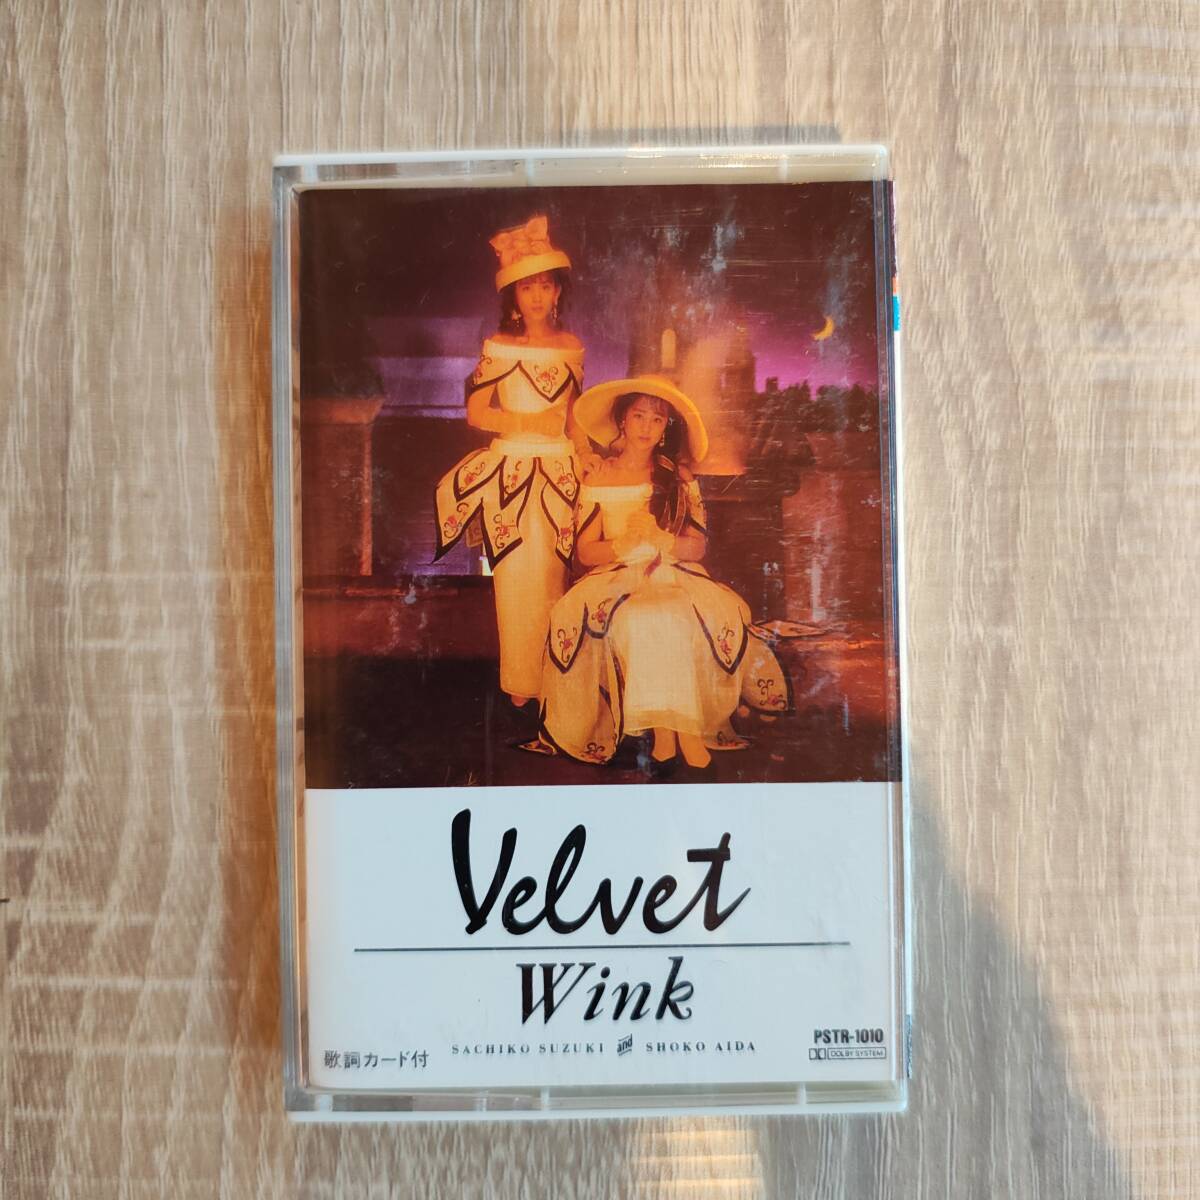 Velvet
Wink
SACHIKO SUZUKI and SHOKO AIDA
歌詞カード付
PSTR-1010
DOLBY SYSTEM